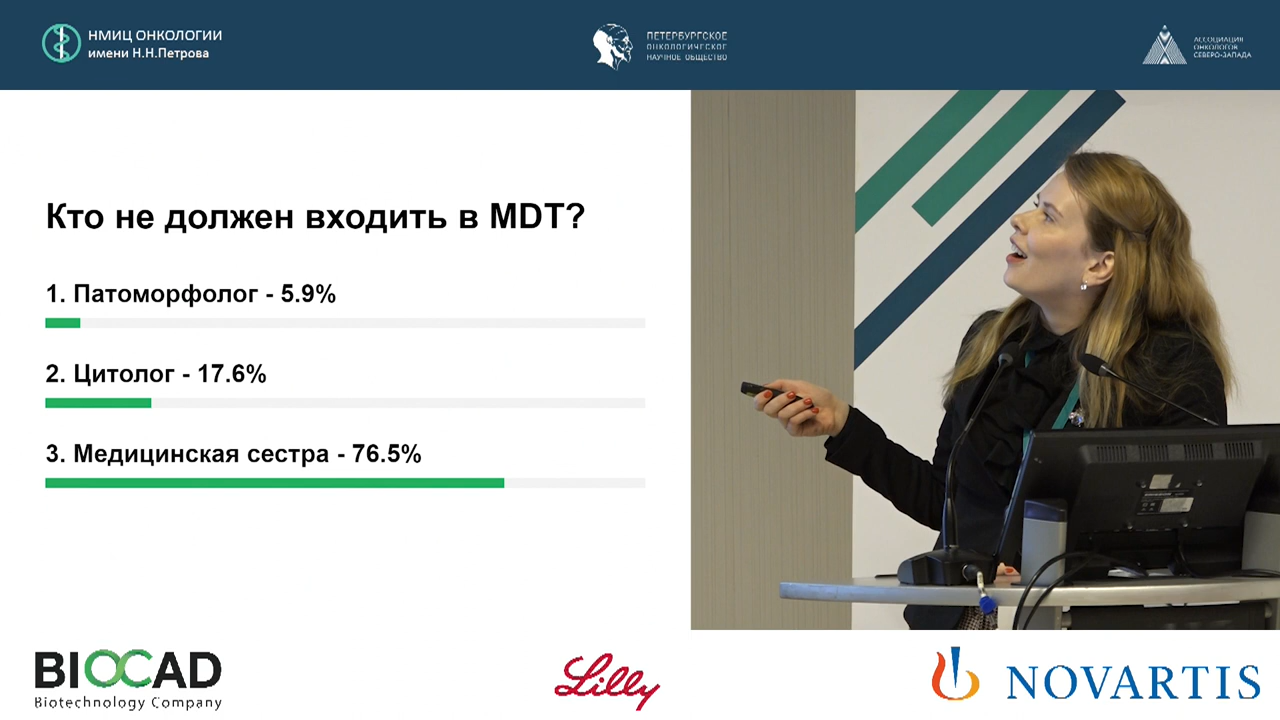 НМИЦ ОНКОЛОГИИ
имени Н.Н.Петрова
ПЕТЕРБУРГСКОЕ
ОНКОЛОГИЧЕСКОЕ
НАУЧНОЕ ОБЩЕСТВО
АССОЦИАЦИЯ
ОНКОЛОГОВ
СЕВЕРО-ЗАПАДА
Кто не должен входить в MDT?
1. Патоморфолог - 5.9%
2. Цитолог - 17.6%
3. Медицинская сестра - 76.5%
BIOCAD
Biotechnology Company
Lilly
NOVARTIS